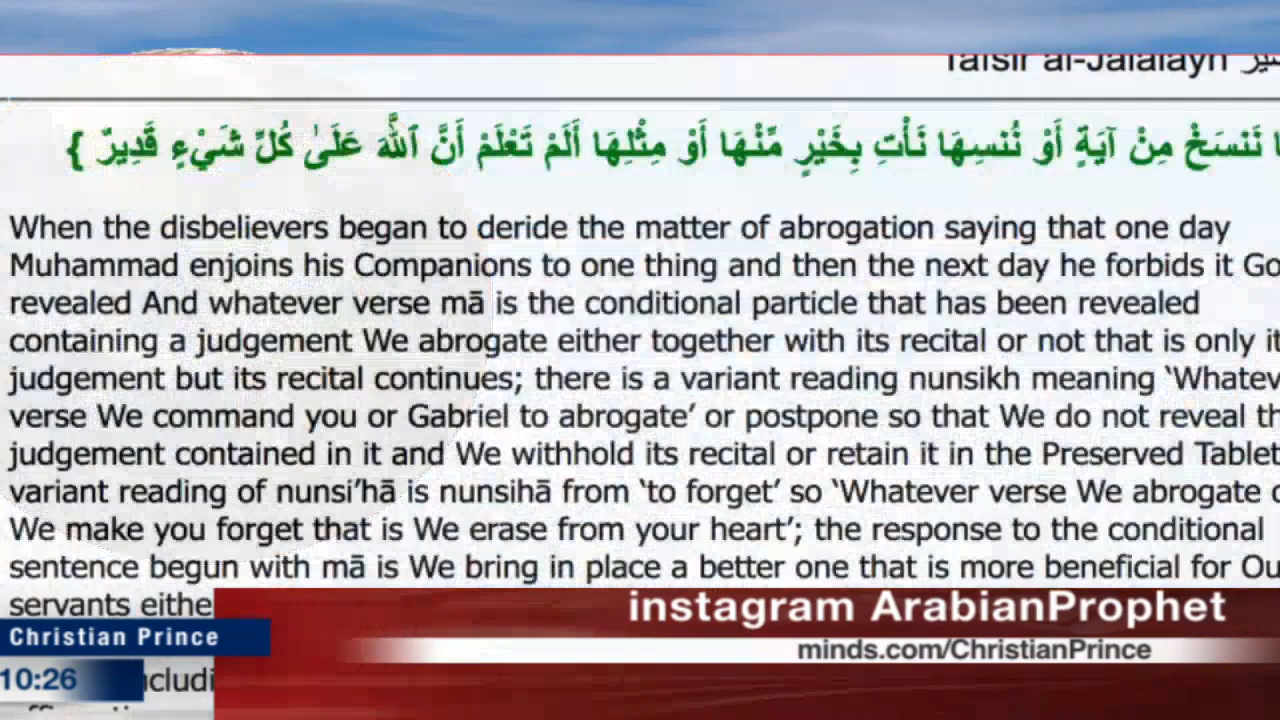 Tafsir al-Jalalayn
نَنسَخْ مِنْ آيَةٍ أَوْ نُنسِهَا نَأْتِ بِخَيْرٍ مِّنْهَا أَوْ مِثْلِهَا أَلَمْ تَعْلَمْ أَنَّ ٱللَّهَ عَلَىٰ كُلِّ شَيْءٍ قَدِيرٌ }
When the disbelievers began to deride the matter of abrogation saying that one day
Muhammad enjoins his Companions to one thing and then the next day he forbids it Go
revealed And whatever verse mā is the conditional particle that has been revealed
containing a judgement We abrogate either together with its recital or not that is only it
judgement but its recital continues; there is a variant reading nunsikh meaning ‘Whatev
verse We command you or Gabriel to abrogate’ or postpone so that We do not reveal th
judgement contained in it and We withhold its recital or retain it in the Preserved Tablet
variant reading of nunsi’hā is nunsihā from ‘to forget’ so ‘Whatever verse We abrogate o
We make you forget that is We erase from your heart’; the response to the conditional
sentence begun with mā is We bring in place a better one that is more beneficial for Ou
servants eithe
instagram ArabianProphet
Christian Prince
minds.com/ChristianPrince
10:26
ncludi